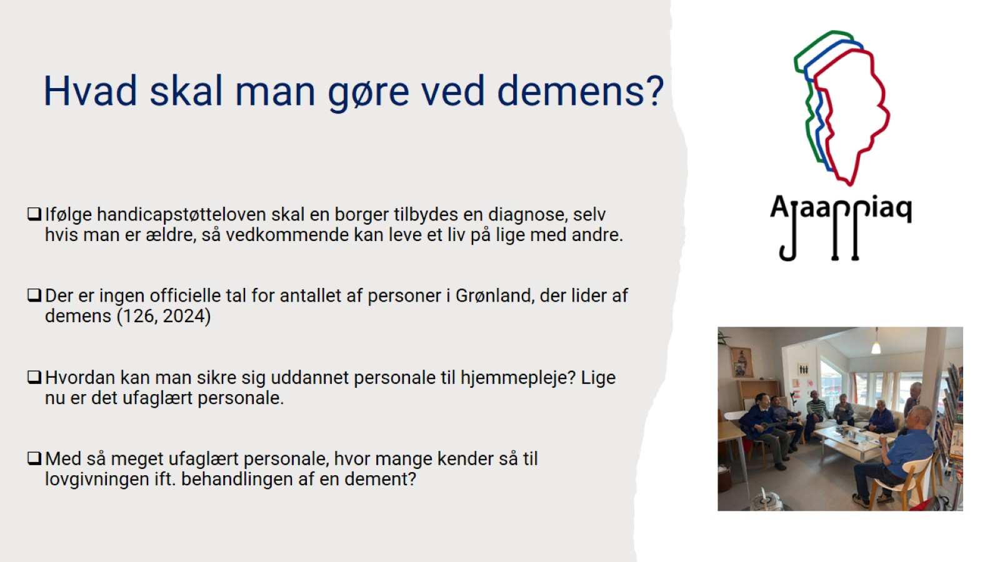 Hvad skal man gøre ved demens?
❑ Ifølge handicapstøtteloven skal en borger tilbydes en diagnose, selv
hvis man er ældre, så vedkommende kan leve et liv på lige med andre.
❑ Der er ingen officielle tal for antallet af personer i Grønland, der lider af
demens (126, 2024)
❑ Hvordan kan man sikre sig uddannet personale til hjemmepleje? Lige
nu er det ufaglært personale.
❑ Med så meget ufaglært personale, hvor mange kender så til
lovgivningen ift. behandlingen af en dement?
Ajaappiaq